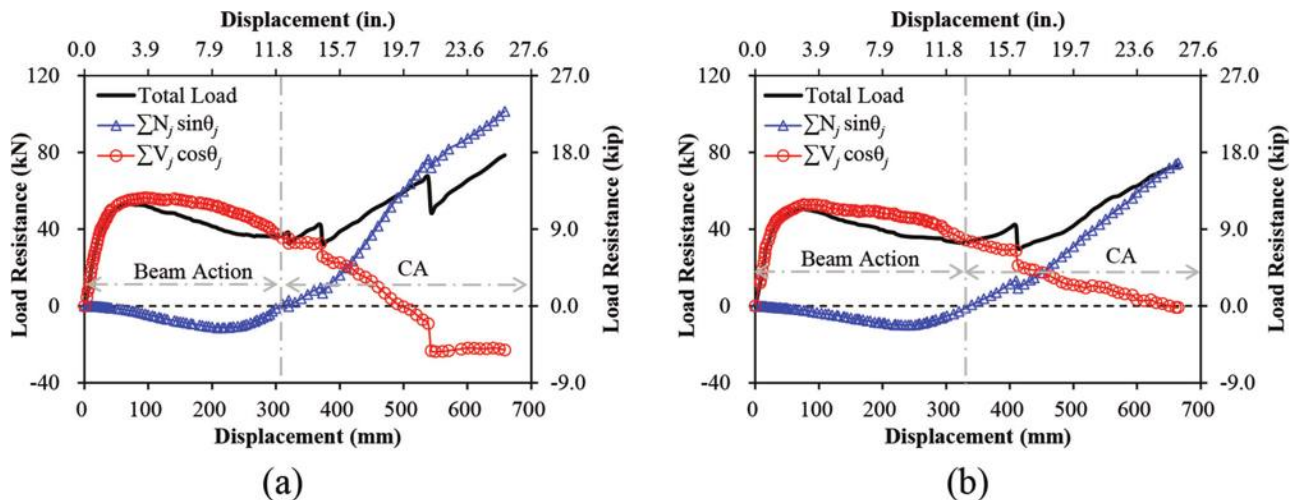 Displacement (in.)
0.0 3.9 7.9 11.8 15.7 19.7 23.6 27.6
120 27.0
80 18.0
40 9.0
0 0.0
-40 -9.0
Load Resistance (kN)
Load Resistance (kip)
Total Load
∑Nj sinθj
∑Vj cosθj
Beam Action
CA
0 100 200 300 400 500 600 700
Displacement (mm)
(a)
Displacement (in.)
0.0 3.9 7.9 11.8 15.7 19.7 23.6 27.6
120 27.0
80 18.0
40 9.0
0 0.0
-40 -9.0
Load Resistance (kN)
Load Resistance (kip)
Total Load
∑Nj sinθj
∑Vj cosθj
Beam Action
CA
0 100 200 300 400 500 600 700
Displacement (mm)
(b)